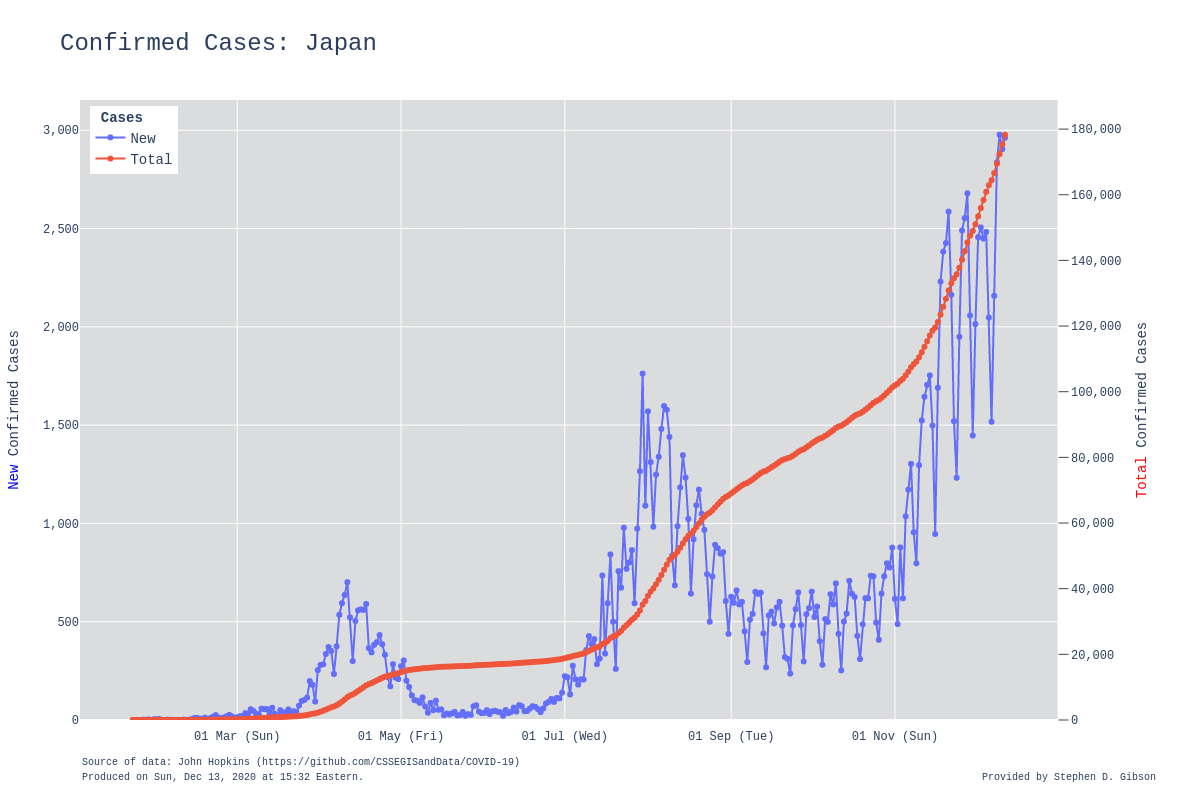 Confirmed Cases: Japan
Cases
New
Total
3,000
2,500
2,000
1,500
1,000
500
0
180,000
160,000
140,000
120,000
100,000
80,000
60,000
40,000
20,000
0
New Confirmed Cases
Total Confirmed Cases
01 Mar (Sun)
01 May (Fri)
01 Jul (Wed)
01 Sep (Tue)
01 Nov (Sun)
Source of data: John Hopkins (https://github.com/CSSEGISandData/COVID-19)
Produced on Sun, Dec 13, 2020 at 15:32 Eastern.
Provided by Stephen D. Gibson